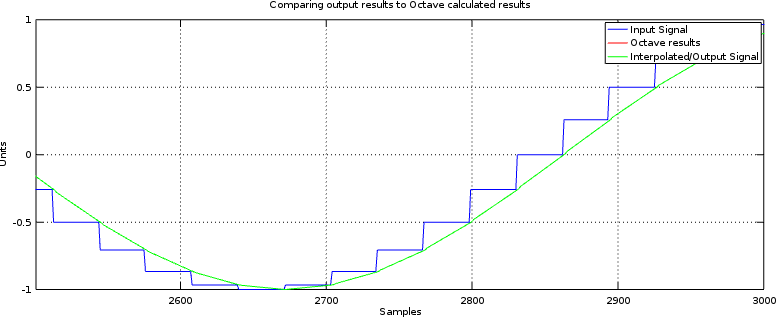 Comparing output results to Octave calculated results
1
0.5
0
-0.5
-1
Units
Input Signal
Octave results
Interpolated/Output Signal
2600
2700
2800
2900
3000
Samples